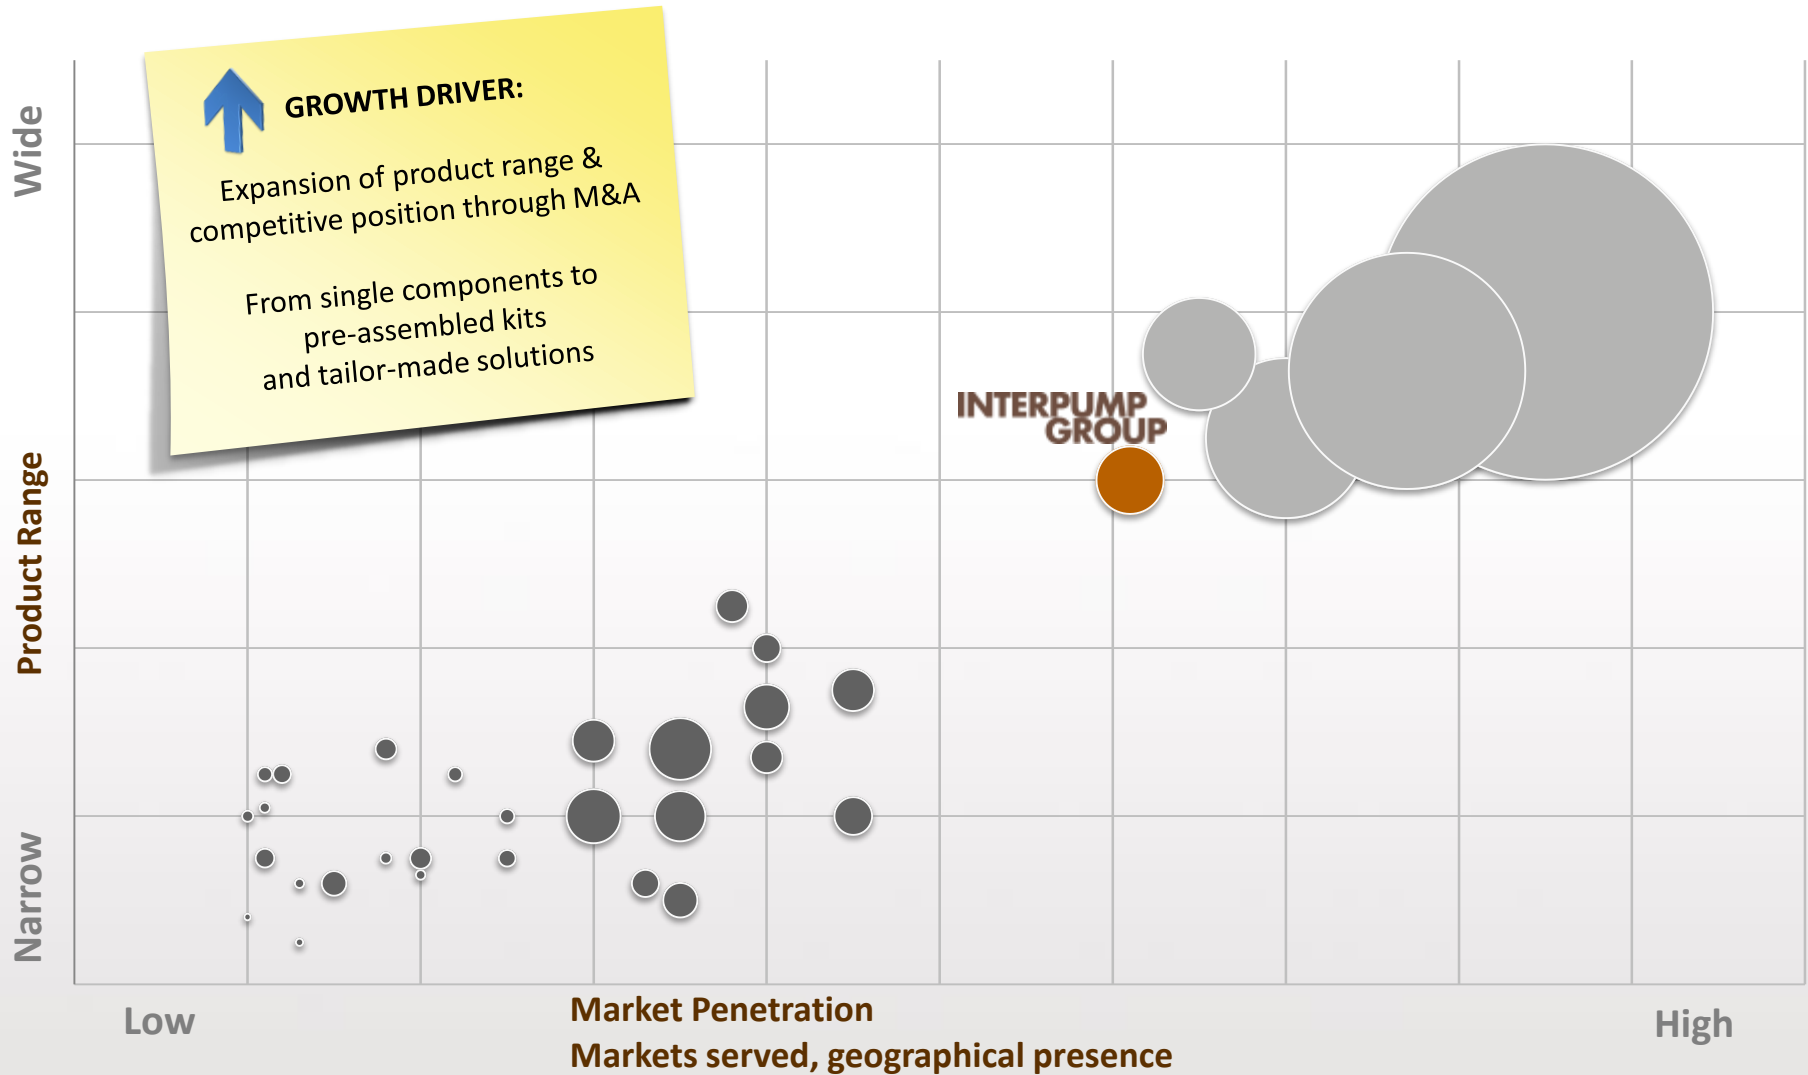 GROWTH DRIVER:
Expansion of product range &
competitive position through M&A
From single components to
pre-assembled kits
and tailor-made solutions
Wide
Product Range
Narrow
INTERPUMP
GROUP
Low
Market Penetration
High
Markets served, geographical presence